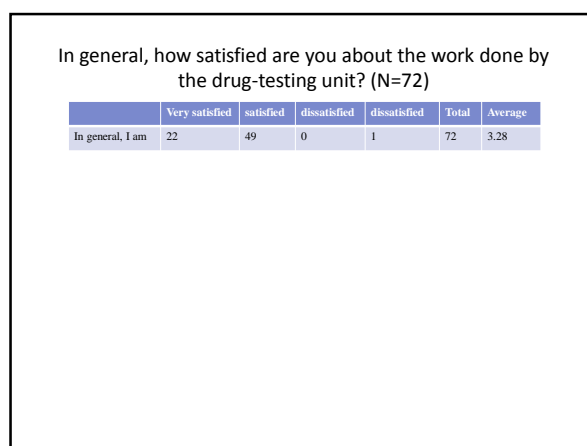 In general, how satisfied are you about the work done by
the drug-testing unit? (N=72)
Very satisfied satisfied dissatisfied dissatisfied Total Average
In general, I am 22 49 0 1 72 3.28